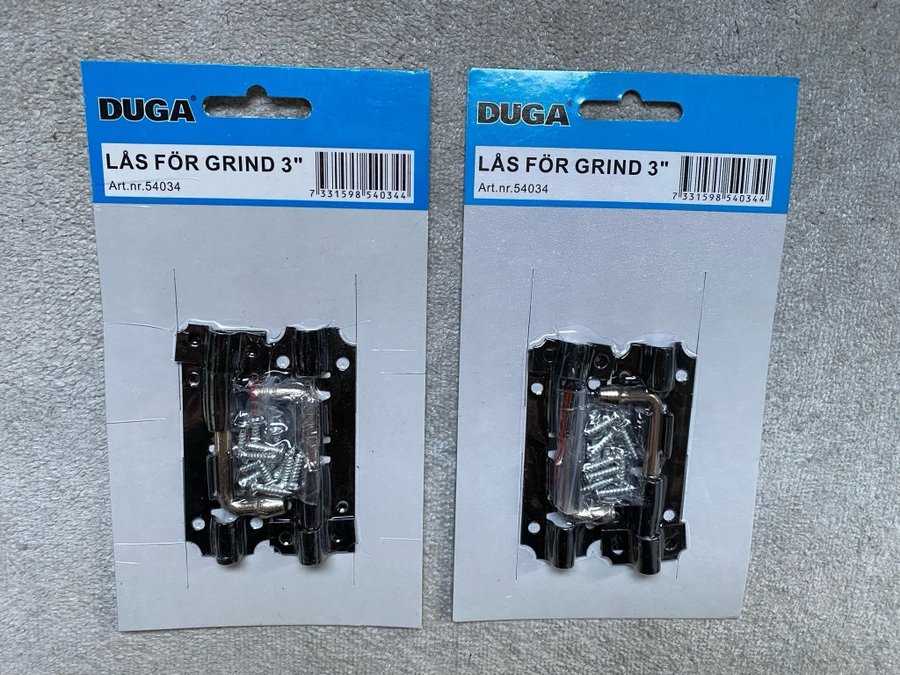 DUGA®
LÅS FÖR GRIND 3"
Art.nr.54034
7 331598 540344
DUGA®
LÅS FÖR GRIND 3"
Art.nr.54034
7 331598 540344